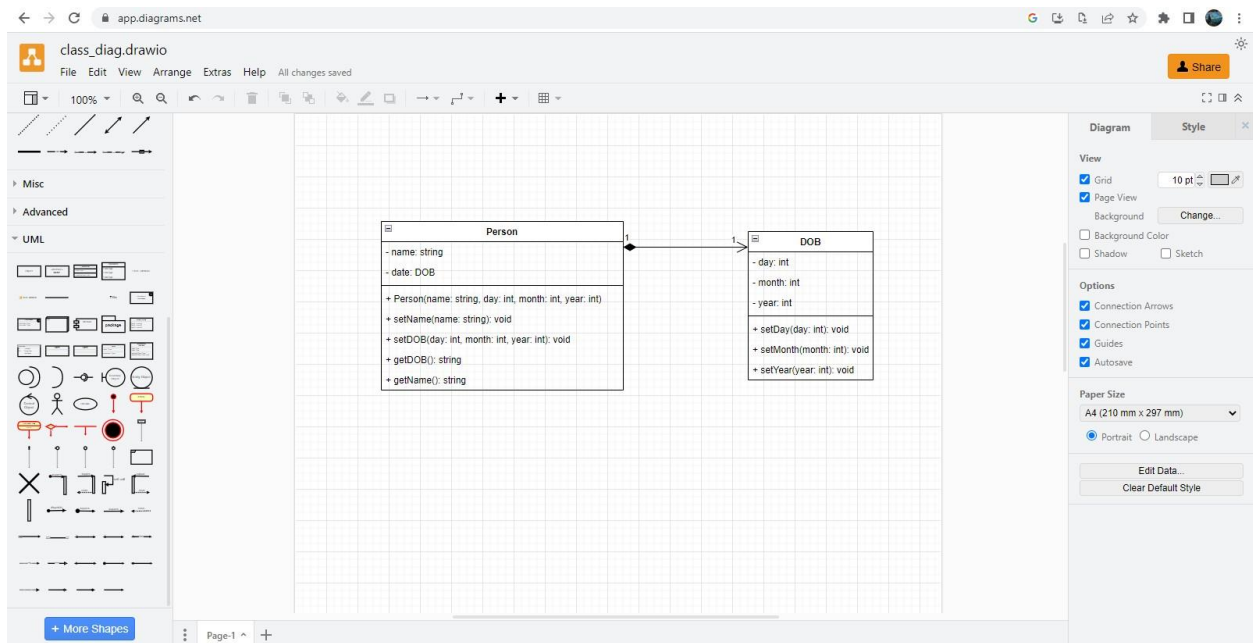 app.diagrams.net
class_diag.drawio
File Edit View Arrange Extras Help All changes saved
Share
100%
Misc
Advanced
UML
+ More Shapes
Person
- name: string
- date: DOB
+ Person(name: string, day: int, month: int, year: int)
+ setName(name: string): void
+ setDOB(day: int, month: int, year: int): void
+ getDOB(): string
+ getName(): string
1
1
DOB
- day: int
- month: int
- year: int
+ setDay(day: int): void
+ setMonth(month: int): void
+ setYear(year: int): void
Page-1
Diagram Style
View
Grid 10 pt
Page View
Background Change...
Background Color
Shadow Sketch
Options
Connection Arrows
Connection Points
Guides
Autosave
Paper Size
A4 (210 mm x 297 mm)
Portrait Landscape
Edit Data...
Clear Default Style